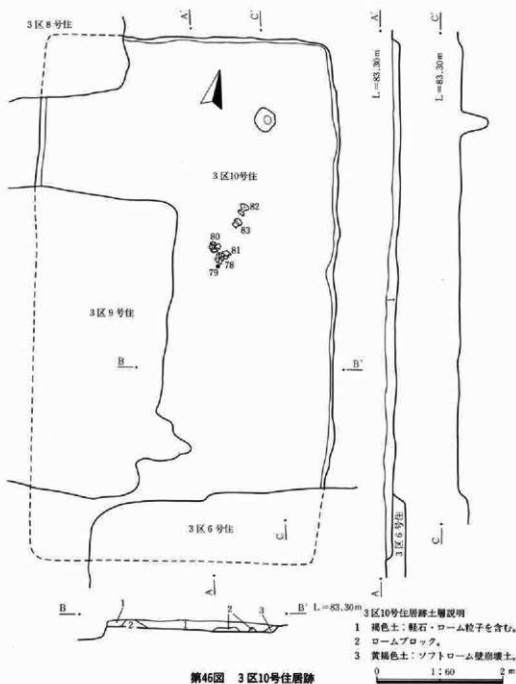 3区8号住
A'
C'
A'
L=83.30m
C'
L=83.30m
3区10号住
82
83
80
81
78
79
3区9号住
B
B'
1
3区6号住
C
A
3区6号住
A
C
B
1
2
1
2
3
B' L=83.30m
3区10号住居跡土層説明
1 褐色土:軽石・ローム粒子を含む。
2 ロームブロック。
3 黄褐色土:ソフトローム壁崩壊土。
第46図 3区10号住居跡
0 1:60 2m